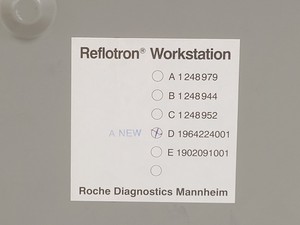 Reflotron® Workstation
A 1248979
B 1248944
C 1248952
A NEW D 1964224001
E 1902091001
Roche Diagnostics Mannheim